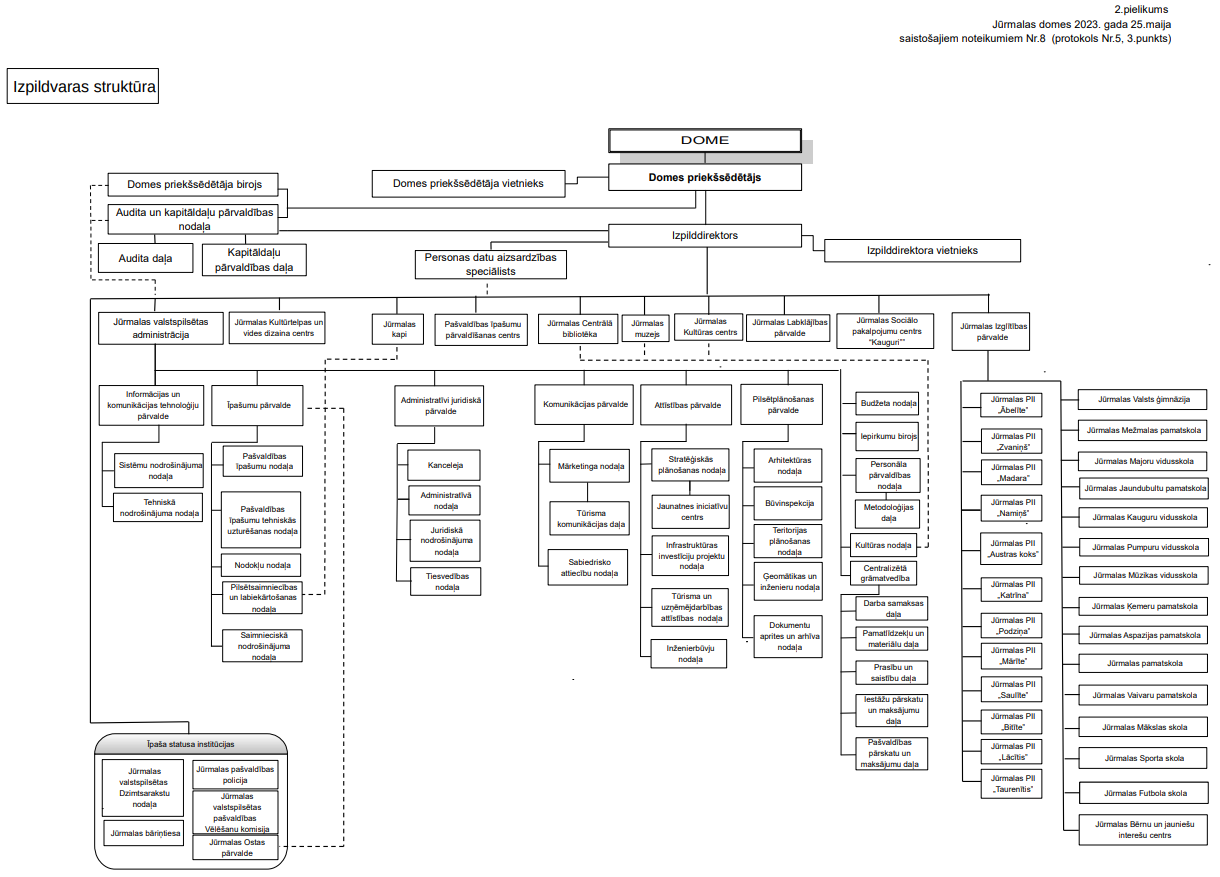 2.pielikums
Jūrmalas domes 2023. gada 25.maija
saistošajiem noteikumiem Nr.8 (protokols Nr.5, 3.punkts)
Izpildvaras struktūra
DOME
Domes priekšsēdētājs
Domes priekšsēdētāja vietnieks
Domes priekšsēdētāja birojs
Audita un kapitāldaļu pārvaldības
nodaļa
Audita daļa
Kapitāldaļu
pārvaldības daļa
Izpilddirektors
Izpilddirektora vietnieks
Personas datu aizsardzības
speciālists
Jūrmalas valstspilsētas
administrācija
Jūrmalas Kultūrtelpas un
vides dizaina centrs
Jūrmalas
kapi
Pašvaldības īpašumu
pārvaldīšanas centrs
Jūrmalas Centrālā
bibliotēka
Jūrmalas
muzejs
Jūrmalas
Kultūras centrs
Jūrmalas Labklājības
pārvalde
Jūrmalas Sociālo
pakalpojumu centrs
"Kauguri""
Jūrmalas Izglītības
pārvalde
Informācijas un
komunikācijas tehnoloģiju
pārvalde
Sistēmu nodrošinājuma
nodaļa
Tehniskā
nodrošinājuma nodaļa
Īpašumu pārvalde
Pašvaldības
īpašumu nodaļa
Pašvaldības
īpašumu tehniskās
uzturēšanas nodaļa
Nodokļu nodaļa
Pilsētsaimniecības
un labiekārtošanas
nodaļa
Saimnieciskā
nodrošinājuma
nodaļa
Administratīvi juridiskā
pārvalde
Kanceleja
Administratīvā
nodaļa
Juridiskā
nodrošinājuma
nodaļa
Tiesvedības
nodaļa
Komunikācijas pārvalde
Mārketinga nodaļa
Tūrisma
komunikācijas daļa
Sabiedrisko
attiecību nodaļa
Attīstības pārvalde
Stratēģiskās
plānošanas nodaļa
Jaunatnes iniciatīvu
centrs
Infrastruktūras
investīciju projektu
nodaļa
Tūrisma un
uzņēmējdarbības
attīstības nodaļa
Inženierbūvju
nodaļa
Pilsētplānošanas
pārvalde
Arhitektūras
nodaļa
Būvinspekcija
Teritorijas
plānošanas
nodaļa
Ģeomātikas un
inženieru nodaļa
Dokumentu
aprites un arhīva
nodaļa
Budžeta nodaļa
Iepirkumu birojs
Personāla
pārvaldības
nodaļa
Metodoloģijas
daļa
Kultūras nodaļa
Centralizētā
grāmatvedība
Darba samaksas
daļa
Pamatlīdzekļu un
materiālu daļa
Prasību un
saistību daļa
Iestāžu pārskatu
un maksājumu
daļa
Pašvaldības
pārskatu un
maksājumu daļa
Jūrmalas PII
„Ābelīte"
Jūrmalas PII
„Zvaniņš"
Jūrmalas PII
„Madara"
Jūrmalas PII
„Namiņš"
Jūrmalas PII
„Austras koks"
Jūrmalas PII
„Katrīna"
Jūrmalas PII
„Podziņa"
Jūrmalas PII
„Mārīte"
Jūrmalas PII
„Saulīte"
Jūrmalas PII
„Bitīte"
Jūrmalas PII
„Lācītis"
Jūrmalas PII
„Taurenītis"
Jūrmalas Valsts ģimnāzija
Jūrmalas Mežmalas pamatskola
Jūrmalas Majoru vidusskola
Jūrmalas Jaundubultu pamatskola
Jūrmalas Kauguru vidusskola
Jūrmalas Pumpuru vidusskola
Jūrmalas Mūzikas vidusskola
Jūrmalas Ķemeru pamatskola
Jūrmalas Aspazijas pamatskola
Jūrmalas pamatskola
Jūrmalas Vaivaru pamatskola
Jūrmalas Mākslas skola
Jūrmalas Sporta skola
Jūrmalas Futbola skola
Jūrmalas Bērnu un jauniešu
interešu centrs
Īpaša statusa institūcijas
Jūrmalas
valstspilsētas
Dzimtsarakstu
nodaļa
Jūrmalas bāriņtiesa
Jūrmalas pašvaldības
policija
Jūrmalas
valstspilsētas
pašvaldības
Vēlēšanu komisija
Jūrmalas Ostas
pārvalde